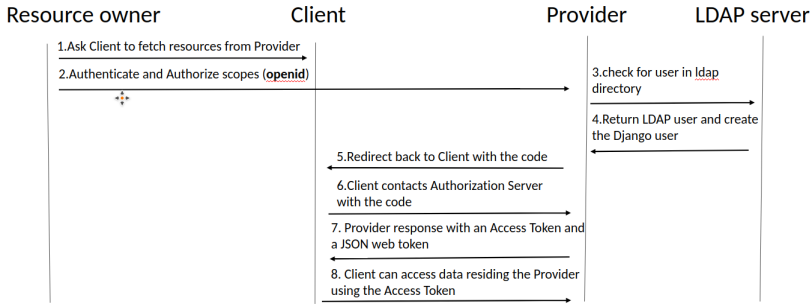 Resource owner
Client
Provider
LDAP server
1.Ask Client to fetch resources from Provider
2.Authenticate and Authorize scopes (openid)
3.check for user in ldap
directory
4.Return LDAP user and create
the Django user
5.Redirect back to Client with the code
6.Client contacts Authorization Server
with the code
7. Provider response with an Access Token and
a JSON web token
8. Client can access data residing the Provider
using the Access Token